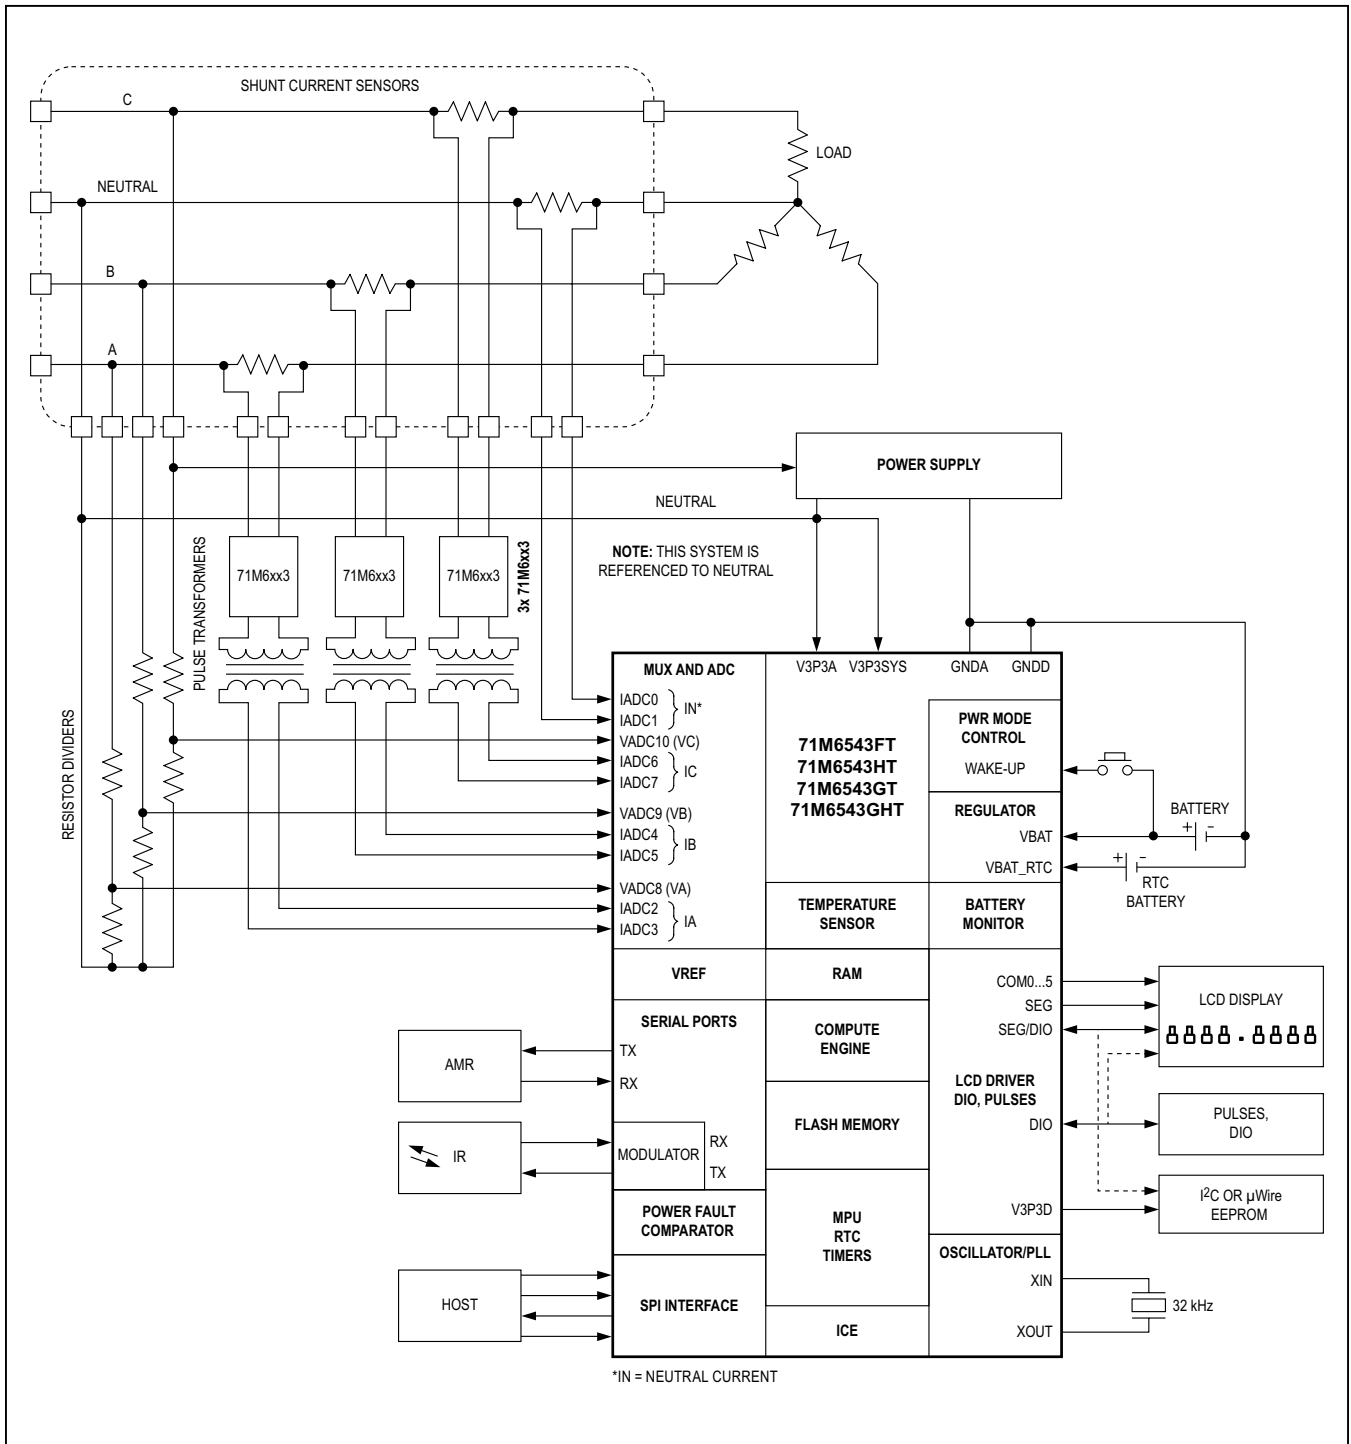 SHUNT CURRENT SENSORS
C
LOAD
NEUTRAL
B
A
POWER SUPPLY
NEUTRAL
NOTE: THIS SYSTEM IS
REFERENCED TO NEUTRAL
PULSE TRANSFORMERS
71M6xx3
71M6xx3
71M6xx3
3x 71M6xx3
RESISTOR DIVIDERS
MUX AND ADC
V3P3A
V3P3SYS
GNDA
GNDD
IADC0
IADC1
IN*
VADC10 (VC)
IADC6
IADC7
IC
VADC9 (VB)
IADC4
IADC5
IB
VADC8 (VA)
IADC2
IADC3
IA
71M6543FT
71M6543HT
71M6543GT
71M6543GHT
PWR MODE
CONTROL
WAKE-UP
REGULATOR
VBAT
VBAT_RTC
BATTERY
+ -
+ -
RTC
BATTERY
TEMPERATURE
SENSOR
BATTERY
MONITOR
VREF
RAM
COM0...5
SEG
SEG/DIO
LCD DISPLAY
8888.8888
SERIAL PORTS
TX
RX
AMR
COMPUTE
ENGINE
LCD DRIVER
DIO, PULSES
DIO
PULSES,
DIO
FLASH MEMORY
IR
MODULATOR
RX
TX
V3P3D
I2C OR µWire
EEPROM
POWER FAULT
COMPARATOR
MPU
RTC
TIMERS
OSCILLATOR/PLL
XIN
XOUT
32 kHz
HOST
SPI INTERFACE
ICE
*IN = NEUTRAL CURRENT